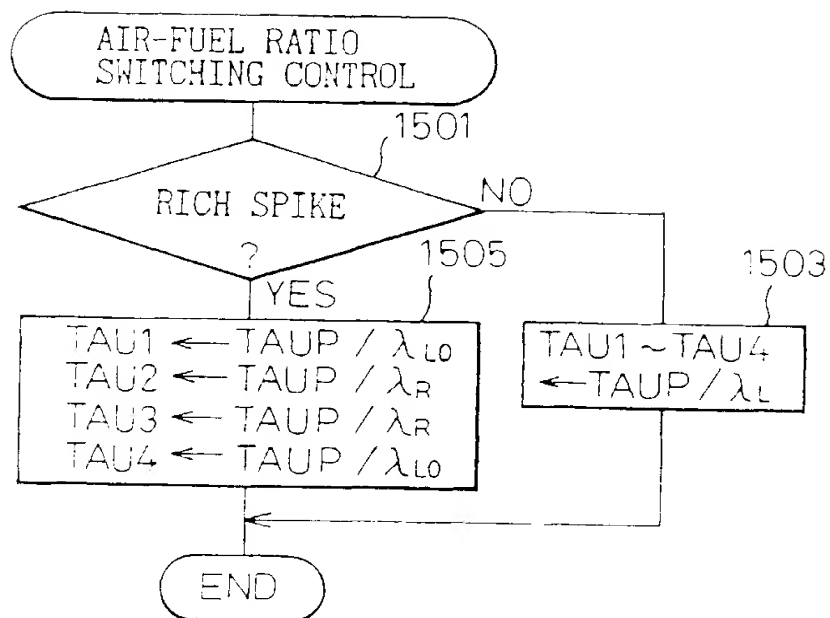 AIR-FUEL RATIO
SWITCHING CONTROL
1501
RICH SPIKE
?
NO
YES
1505
TAU1 ← TAUP / λLO
TAU2 ← TAUP / λR
TAU3 ← TAUP / λR
TAU4 ← TAUP / λLO
1503
TAU1 ~ TAU4
← TAUP / λL
END